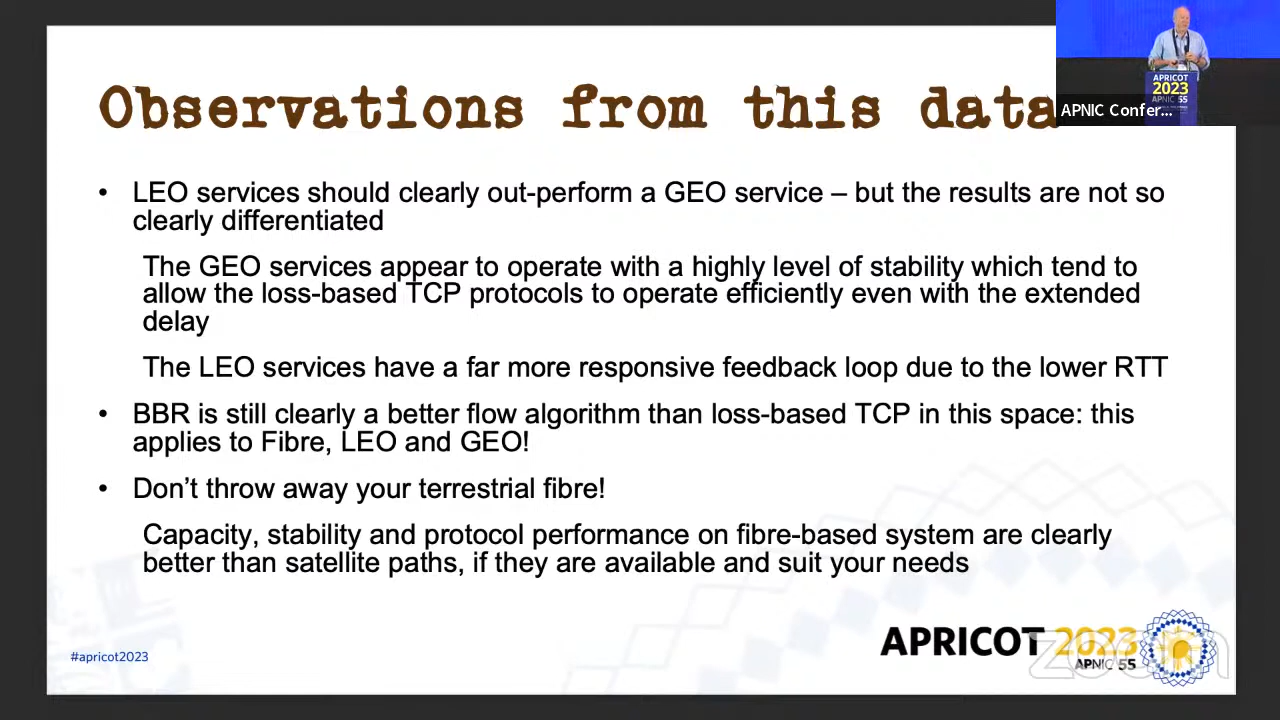 Observations from this data
APRICOT
2023
APNIC 55
APNIC Confer...
• LEO services should clearly out-perform a GEO service – but the results are not so
clearly differentiated
The GEO services appear to operate with a highly level of stability which tend to
allow the loss-based TCP protocols to operate efficiently even with the extended
delay
The LEO services have a far more responsive feedback loop due to the lower RTT
• BBR is still clearly a better flow algorithm than loss-based TCP in this space: this
applies to Fibre, LEO and GEO!
• Don’t throw away your terrestrial fibre!
Capacity, stability and protocol performance on fibre-based system are clearly
better than satellite paths, if they are available and suit your needs
#apricot2023
APRICOT 2023
APNIC 55
zoom